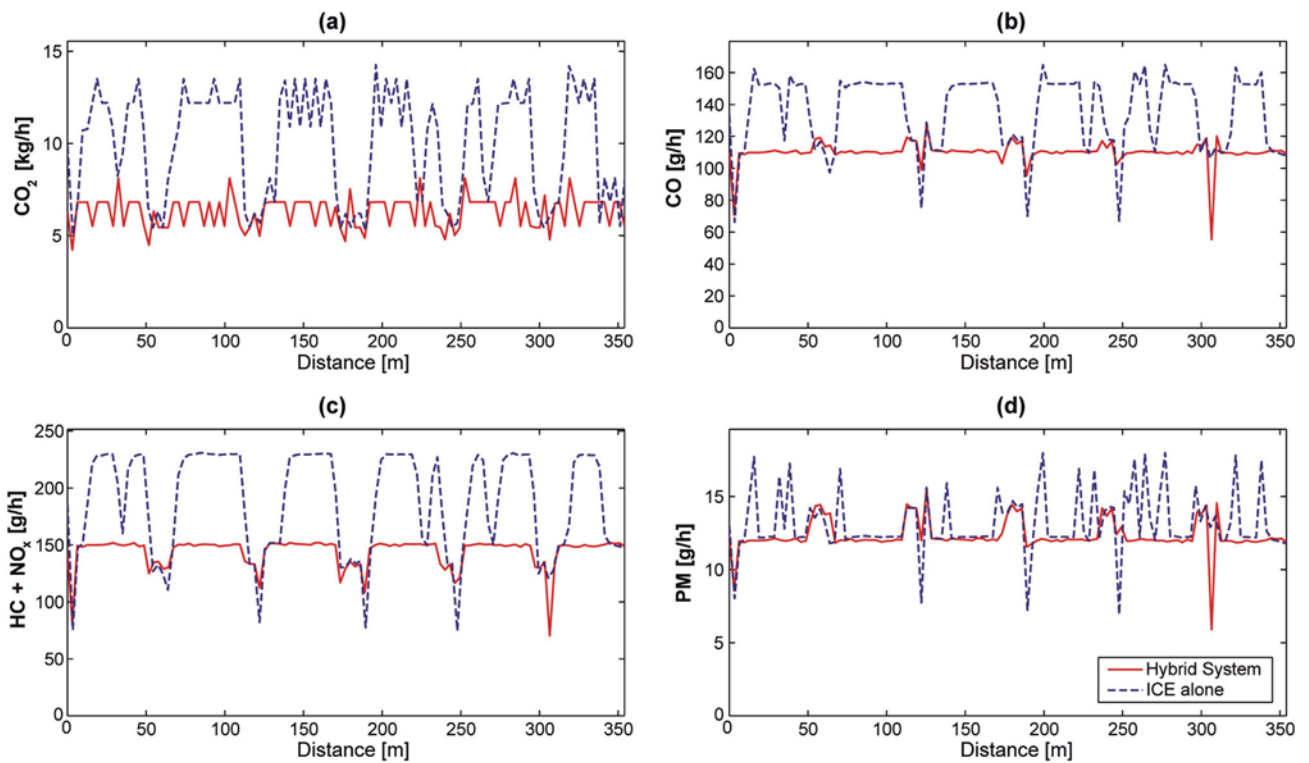 (a)
CO₂ [kg/h]
15
10
5
0
0 50 100 150 200 250 300 350
Distance [m]
(b)
CO [g/h]
160
140
120
100
80
60
40
20
0
0 50 100 150 200 250 300 350
Distance [m]
(c)
HC + NOₓ [g/h]
250
200
150
100
50
0
0 50 100 150 200 250 300 350
Distance [m]
(d)
PM [g/h]
15
10
5
0
0 50 100 150 200 250 300 350
Distance [m]
Hybrid System
ICE alone